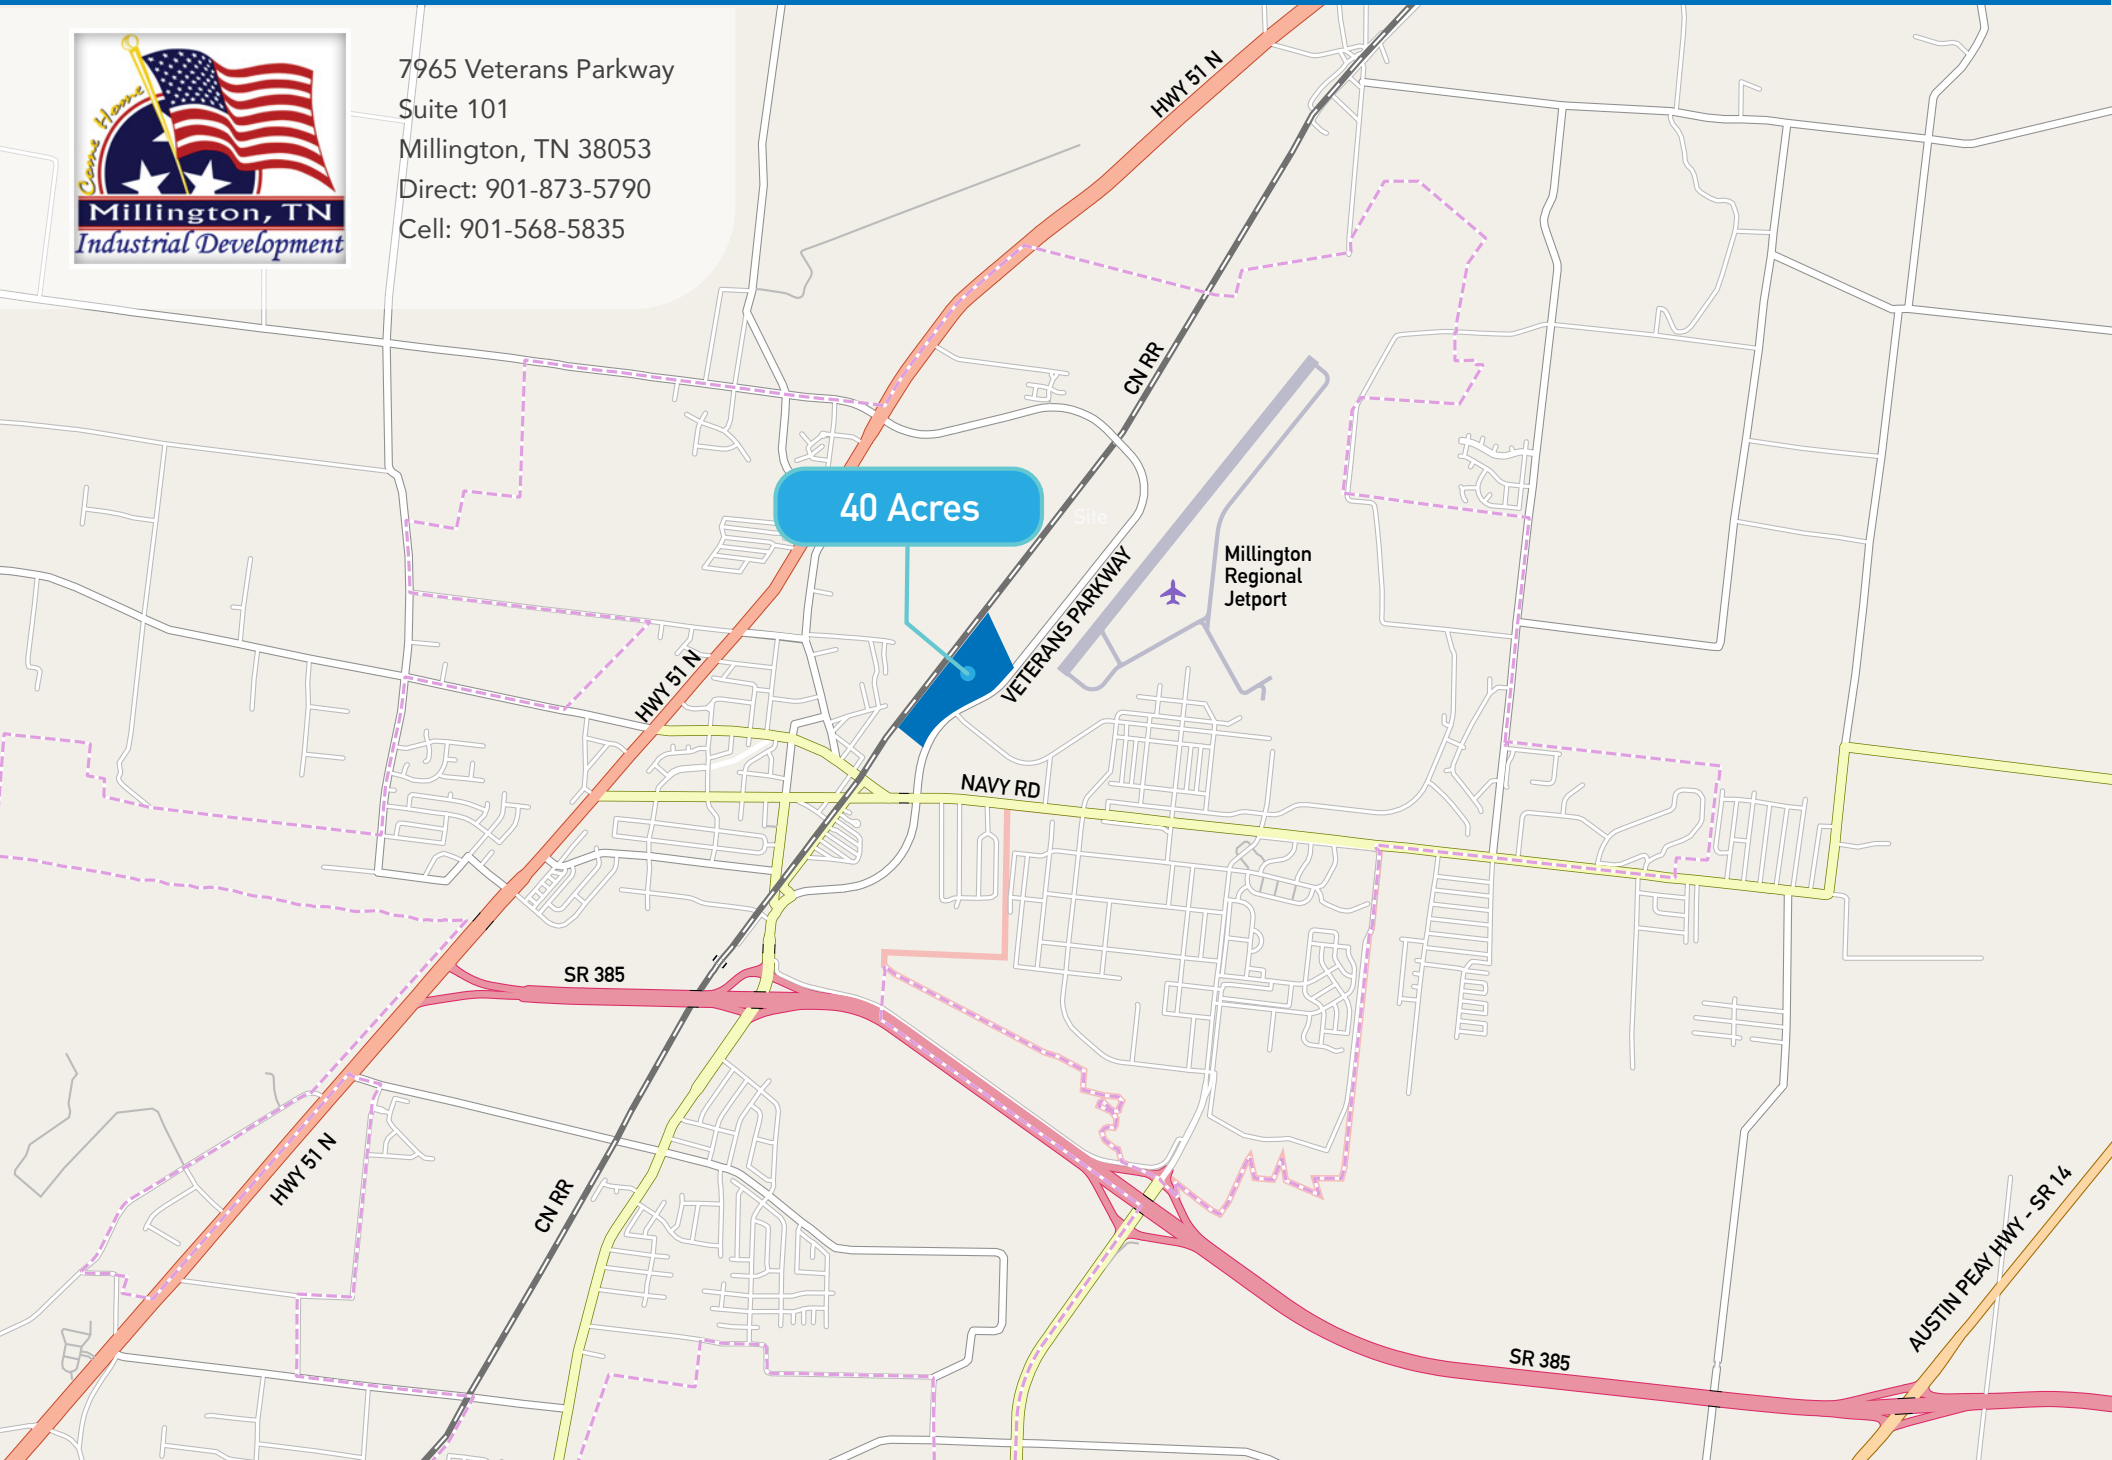 Come Home
Millington, TN
Industrial Development
7965 Veterans Parkway
Suite 101
Millington, TN 38053
Direct: 901-873-5790
Cell: 901-568-5835
HWY 51 N
CN RR
40 Acres
Site
VETERANS PARKWAY
Millington
Regional
Jetport
HWY 51 N
NAVY RD
SR 385
HWY 51 N
CN RR
AUSTIN PEAY HWY - SR 14
SR 385